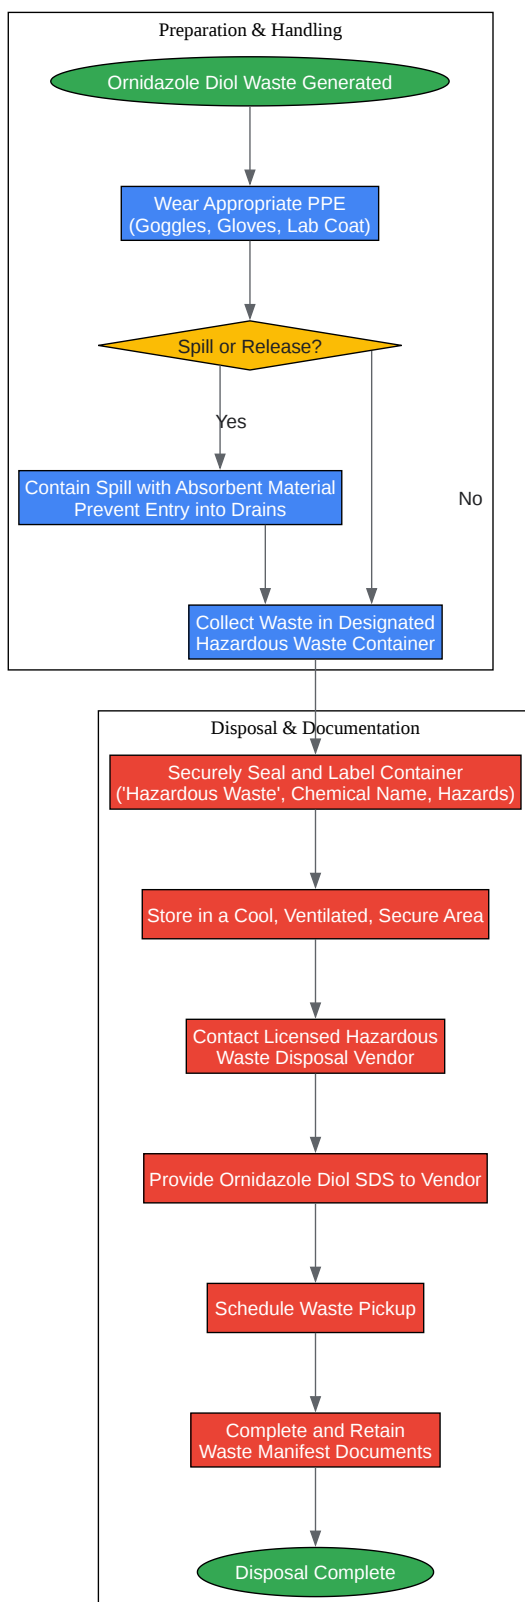 Preparation & Handling
Ornidazole Diol Waste Generated
Wear Appropriate PPE
(Goggles, Gloves, Lab Coat)
Spill or Release?
Yes
Contain Spill with Absorbent Material
Prevent Entry into Drains
No
Collect Waste in Designated
Hazardous Waste Container
Disposal & Documentation
Securely Seal and Label Container
('Hazardous Waste', Chemical Name, Hazards)
Store in a Cool, Ventilated, Secure Area
Contact Licensed Hazardous
Waste Disposal Vendor
Provide Ornidazole Diol SDS to Vendor
Schedule Waste Pickup
Complete and Retain
Waste Manifest Documents
Disposal Complete